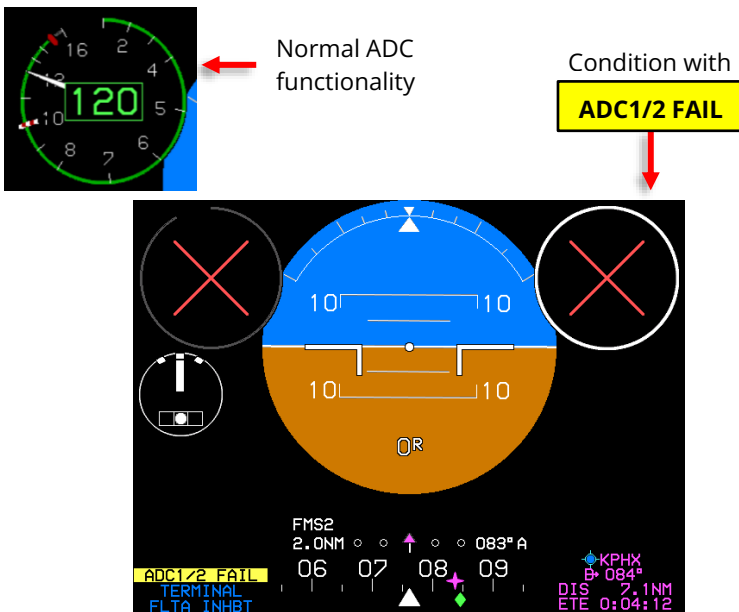 Normal ADC
functionality
16 2
12 4
120
10 5
8 7 6
Condition with
ADC1/2 FAIL
10 10
10 10
0R
FMS2
2.0NM 083°A
06 07 08 09
ADC1/2 FAIL
TERMINAL
FLTA INHBT
KPHX
D→ 084°
DIS 7.1NM
ETE 0:04:12